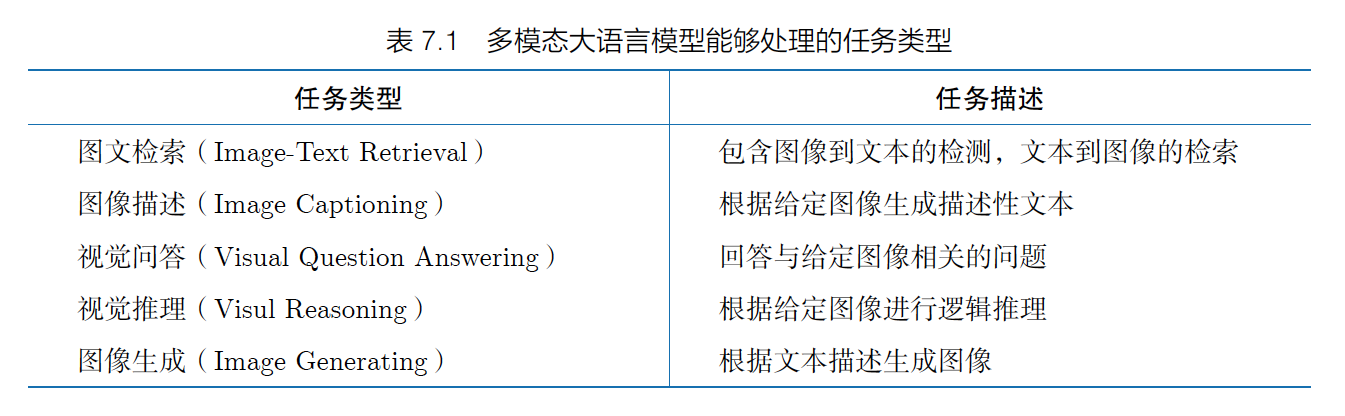 表 7.1 多模态大语言模型能够处理的任务类型
任务类型 任务描述
图文检索（Image-Text Retrieval） 包含图像到文本的检测，文本到图像的检索
图像描述（Image Captioning） 根据给定图像生成描述性文本
视觉问答（Visual Question Answering） 回答与给定图像相关的问题
视觉推理（Visul Reasoning） 根据给定图像进行逻辑推理
图像生成（Image Generating） 根据文本描述生成图像